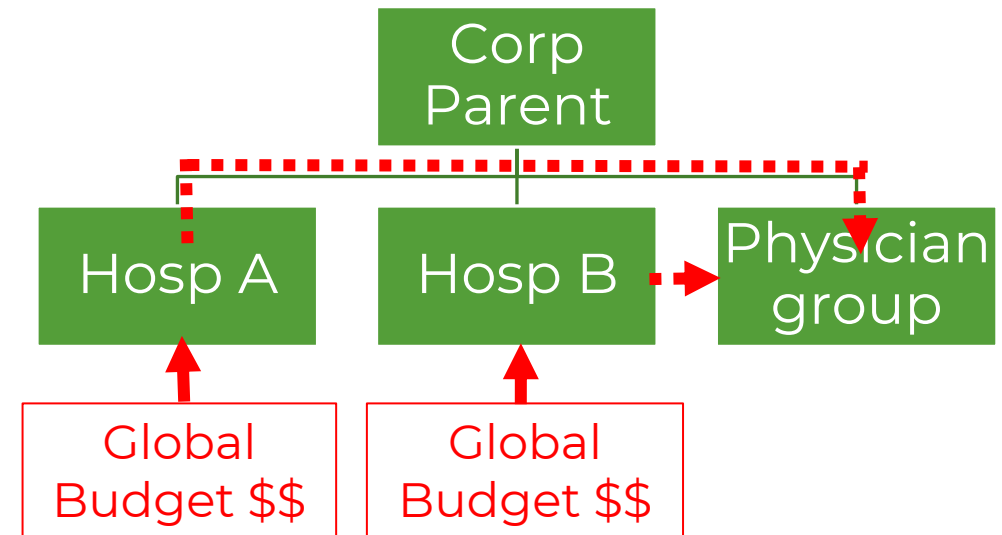 Corp
Parent
Hosp A
Hosp B
Physician
group
Global
Budget $$
Global
Budget $$